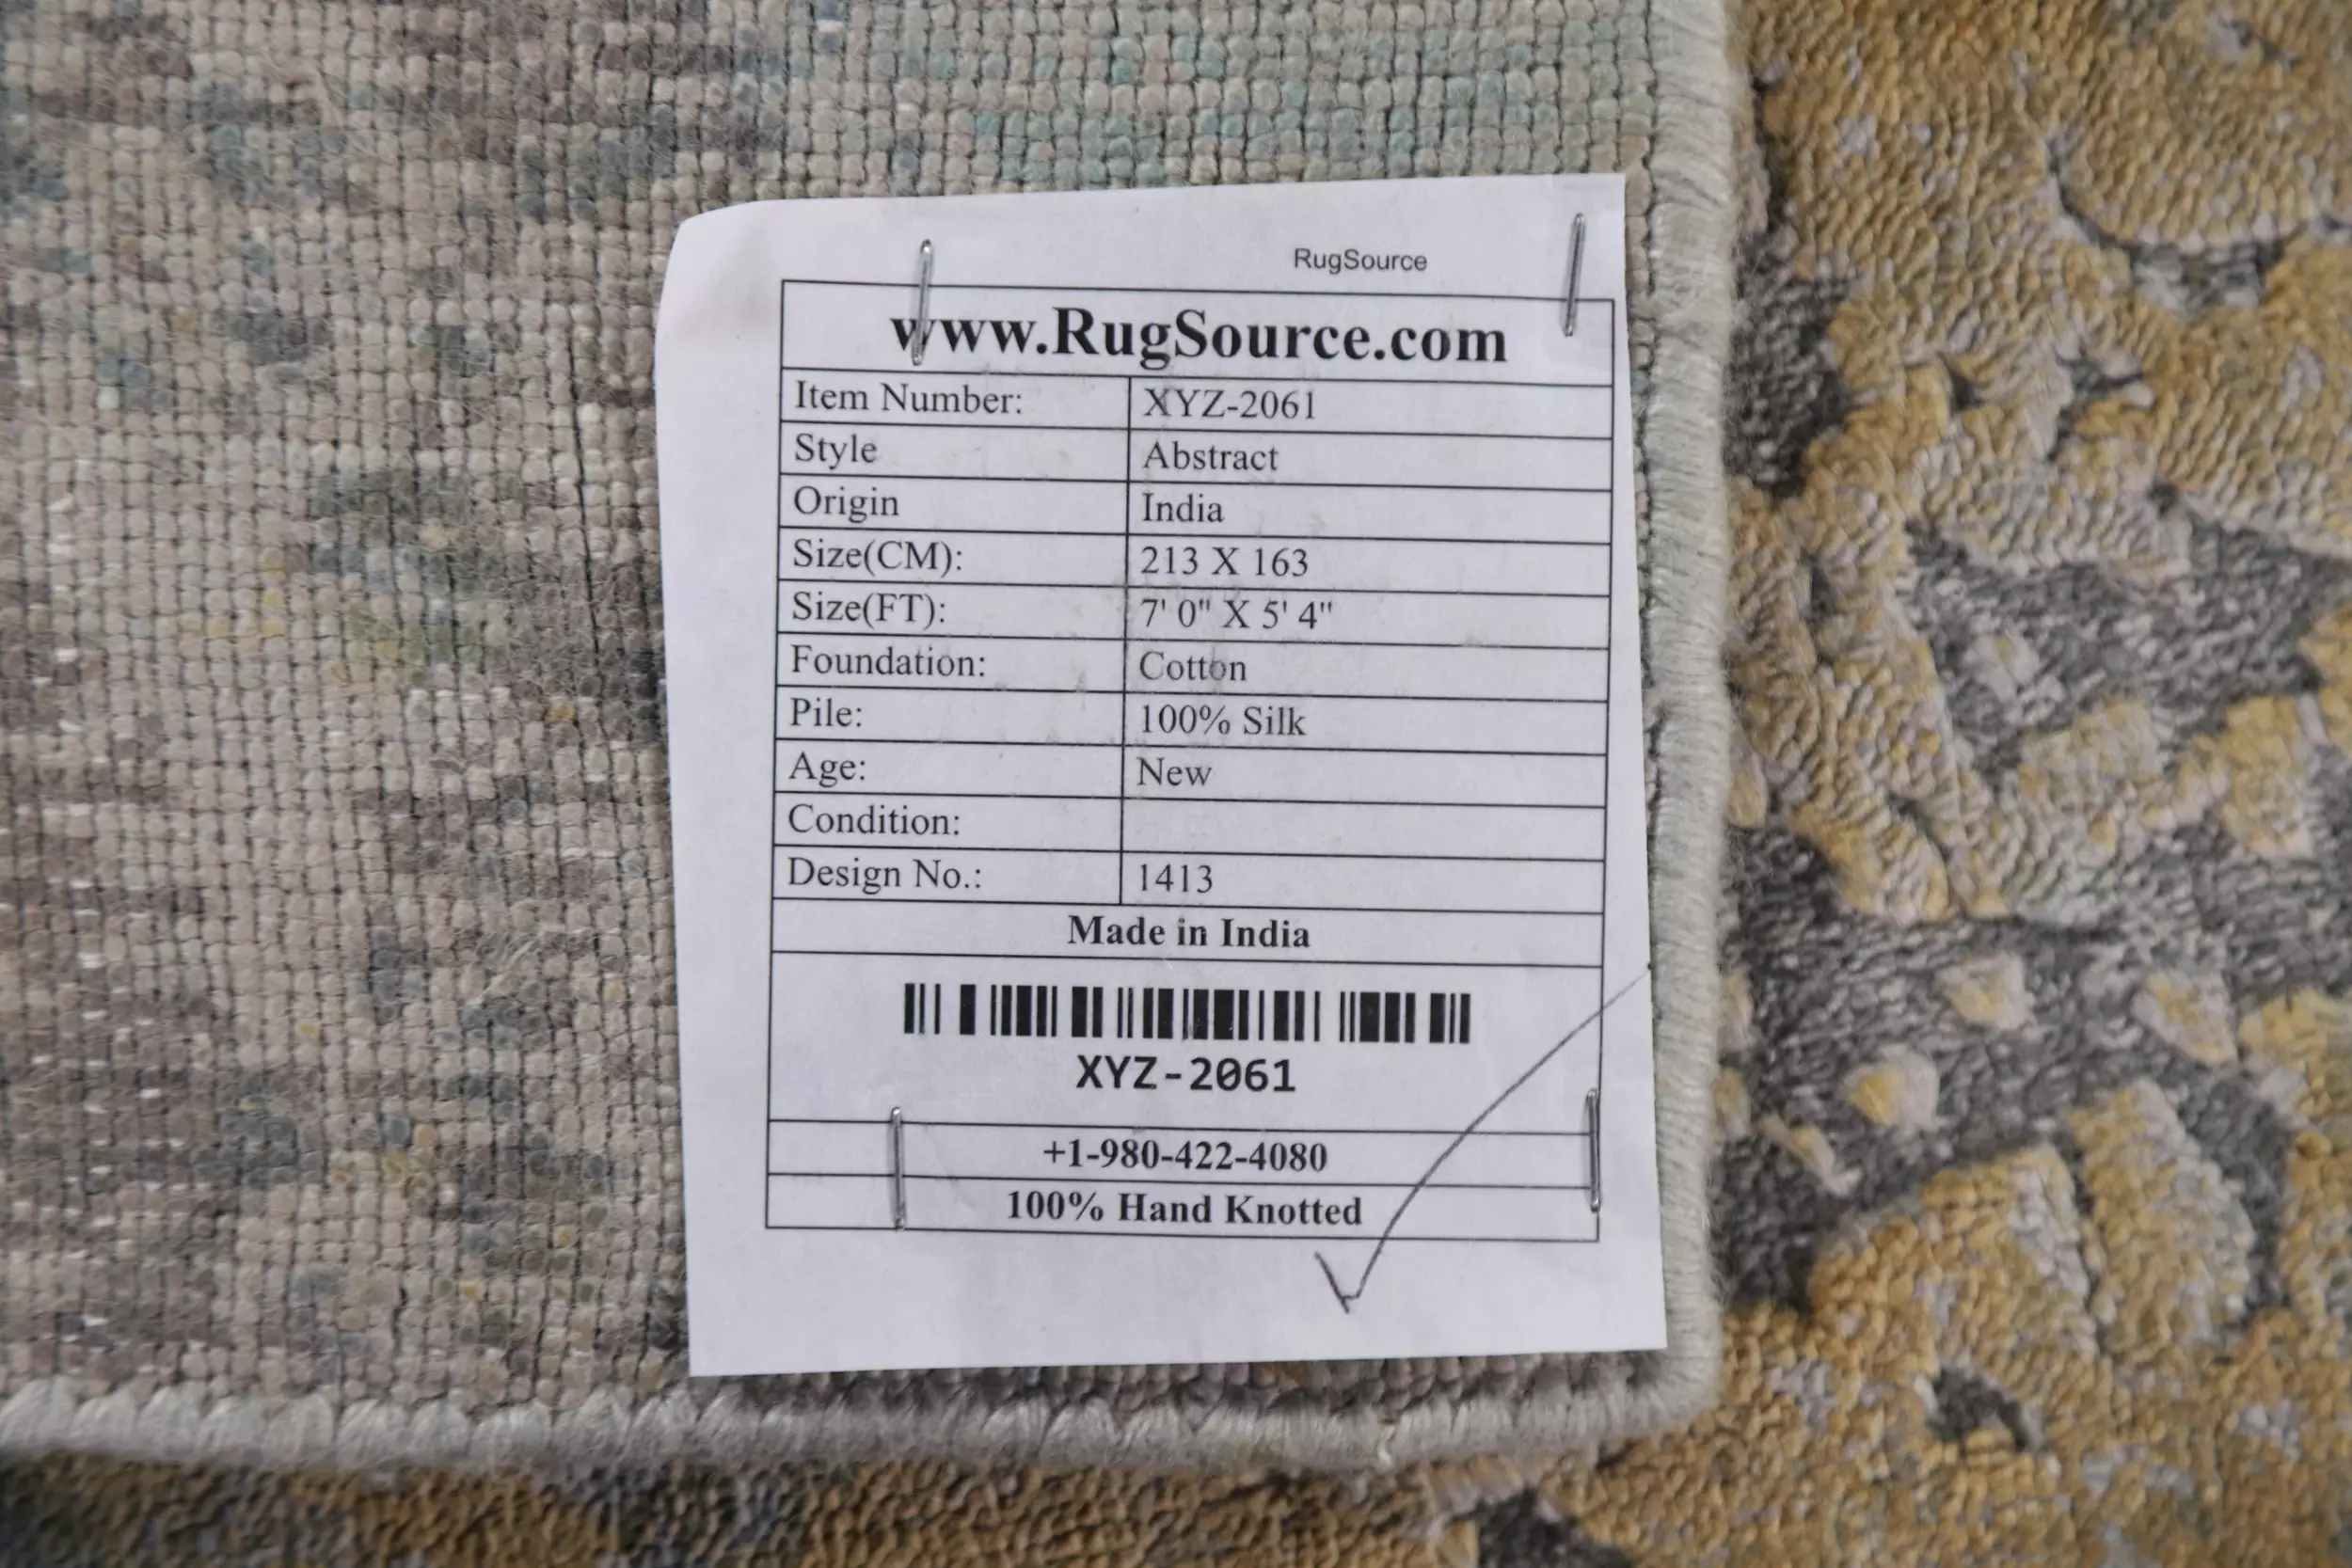 RugSource
www.RugSource.com
Item Number: XYZ-2061
Style Abstract
Origin India
Size(CM): 213 X 163
Size(FT): 7' 0" X 5' 4"
Foundation: Cotton
Pile: 100% Silk
Age: New
Condition:
Design No.: 1413
Made in India
XYZ-2061
+1-980-422-4080
100% Hand Knotted